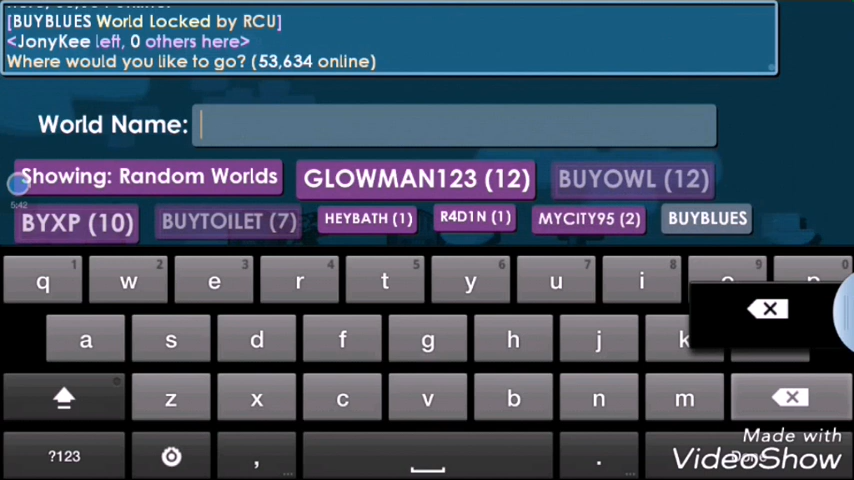 [BUYBLUES World Locked by RCU]
<JonyKee left, 0 others here>
Where would you like to go? (53,634 online)
World Name:
Showing: Random Worlds GLOWMAN123 (12) BUYOWL (12)
5:42
BYXP (10) BUYTOILET (7) HEYBATH (1) R4D1N (1) MYCITY95 (2) BUYBLUES
1 2 3 4 5 6 7 8 9 0
q w e r t y u i
a s d f g h j k
z x c v b n m
?123 , .
Made with
VideoShow